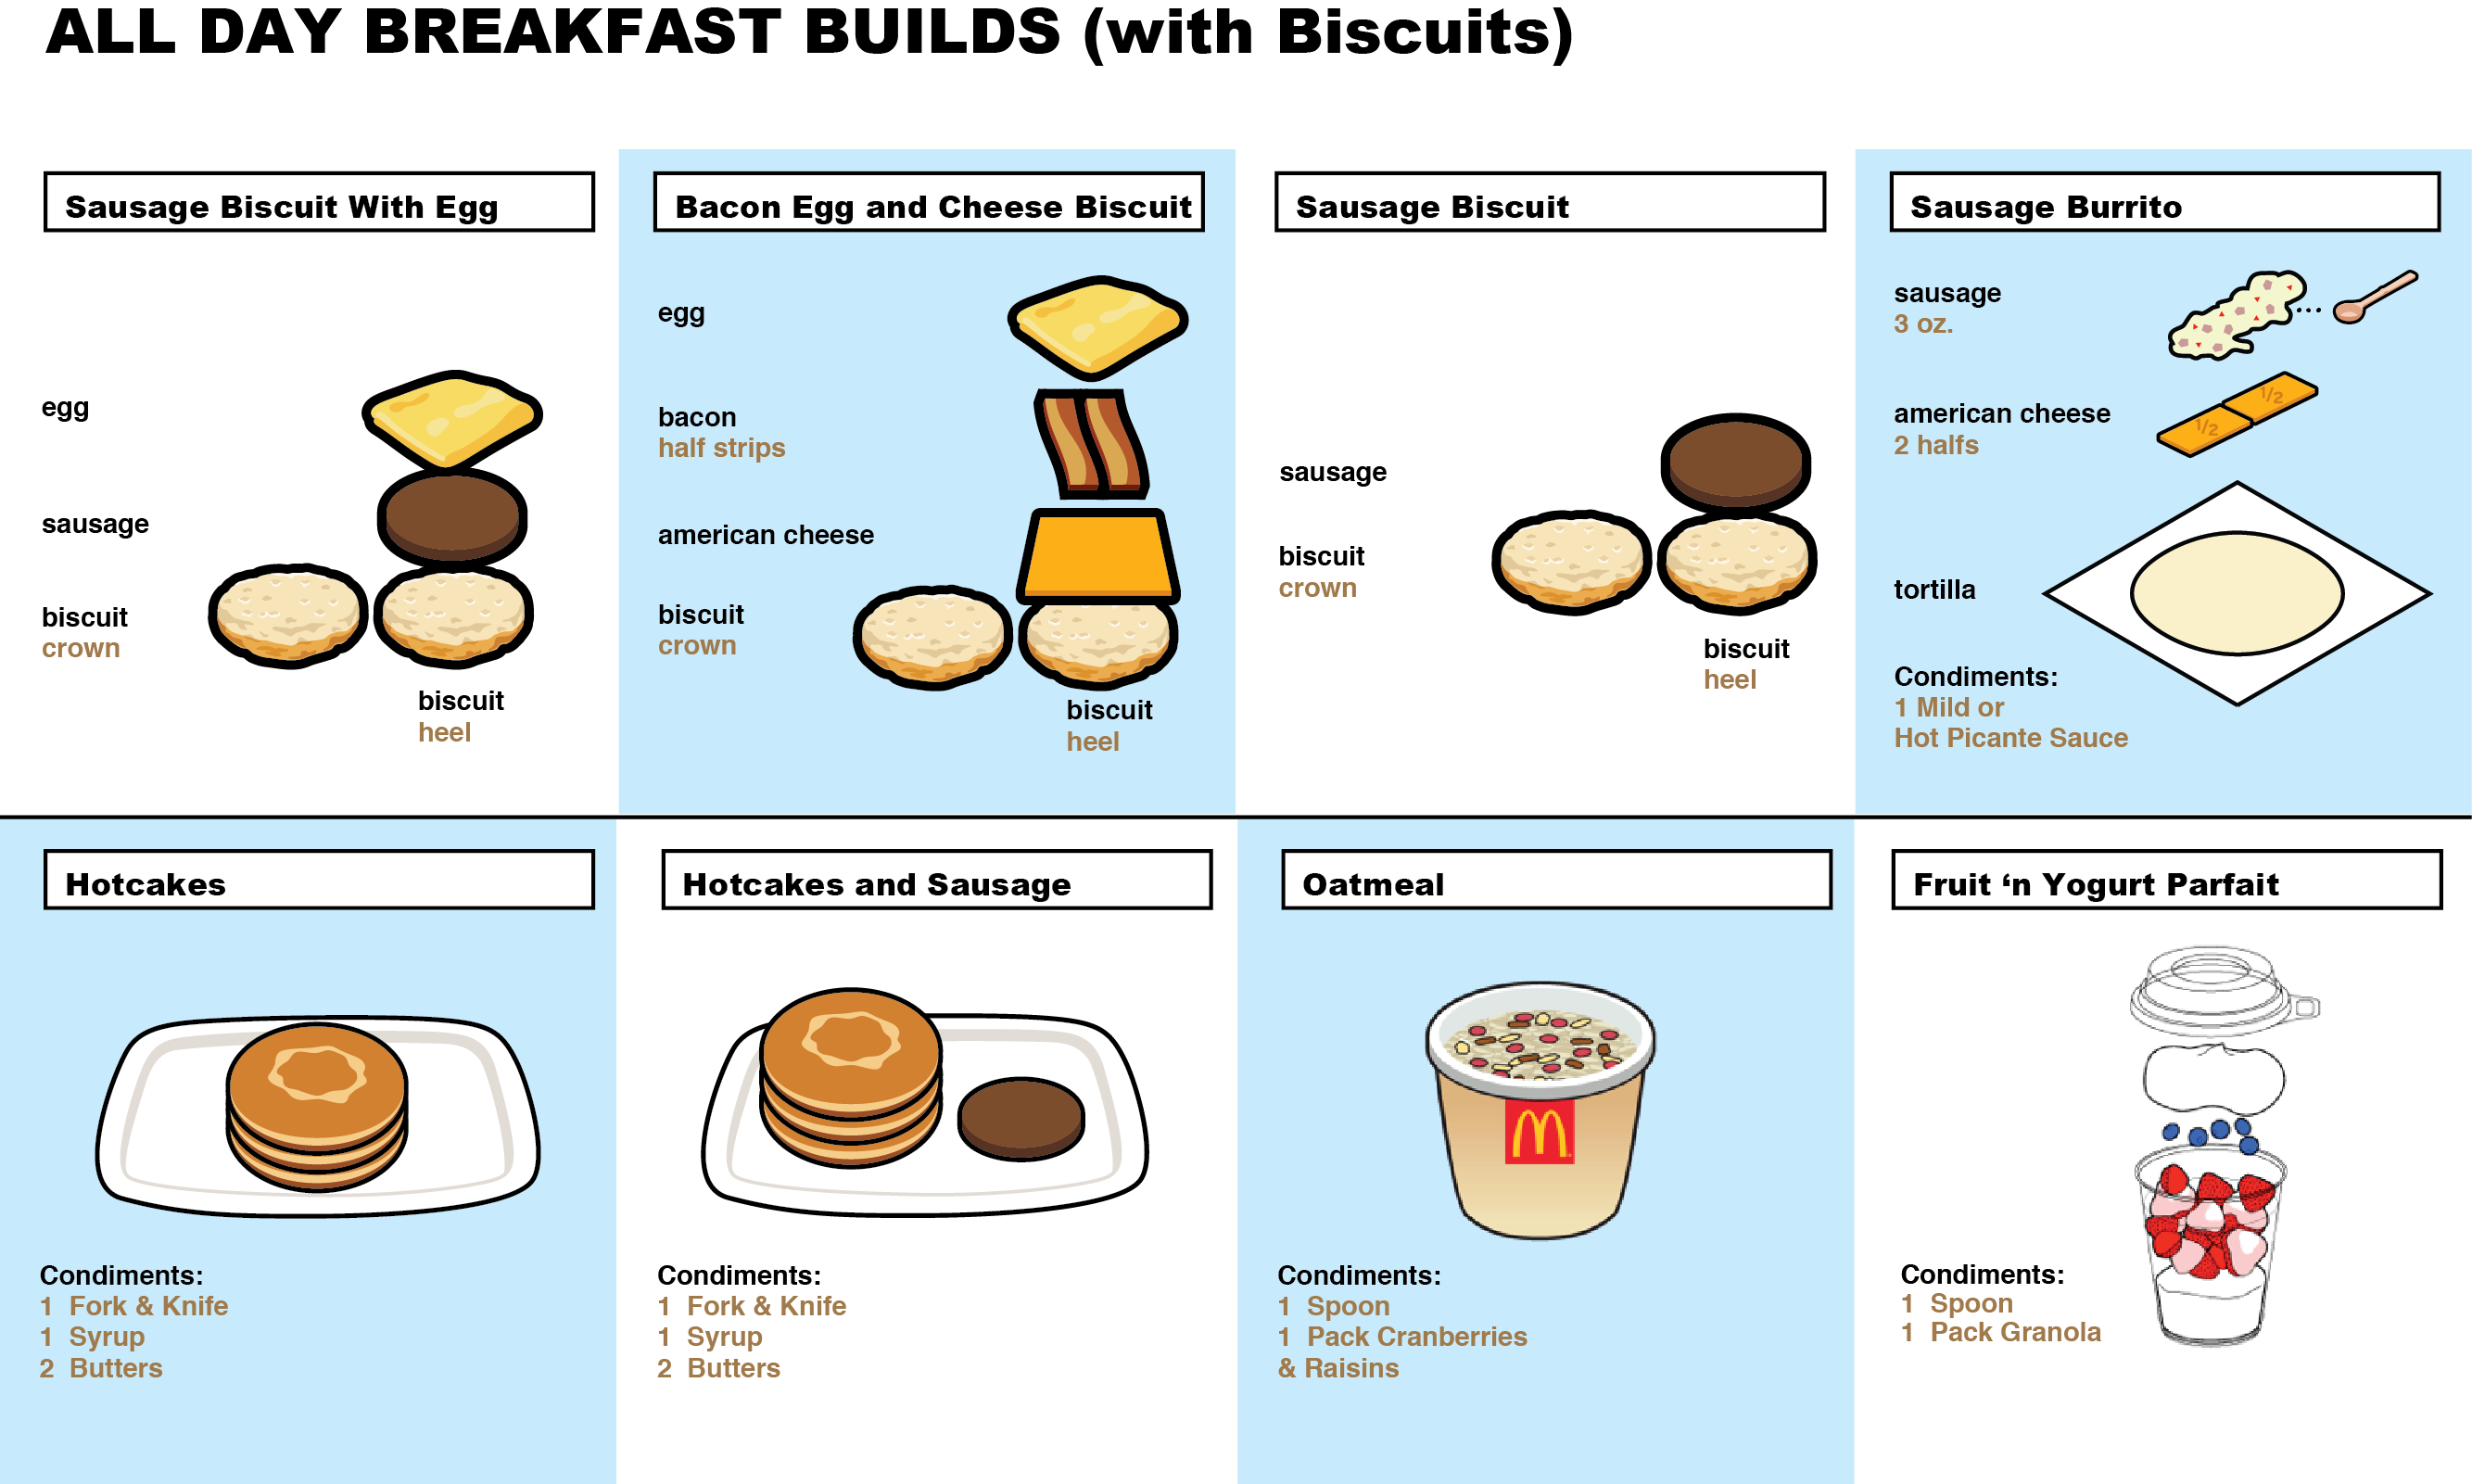 ALL DAY BREAKFAST BUILDS (with Biscuits)
Sausage Biscuit With Egg
egg
sausage
biscuit
crown
biscuit
heel
Bacon Egg and Cheese Biscuit
egg
bacon
half strips
american cheese
biscuit
crown
biscuit
heel
Sausage Biscuit
sausage
biscuit
crown
biscuit
heel
Sausage Burrito
sausage
3 oz.
american cheese
2 halfs
1/2
1/2
tortilla
Condiments:
1 Mild or
Hot Picante Sauce
Hotcakes
Condiments:
1 Fork & Knife
1 Syrup
2 Butters
Hotcakes and Sausage
Condiments:
1 Fork & Knife
1 Syrup
2 Butters
Oatmeal
M
Condiments:
1 Spoon
1 Pack Cranberries
& Raisins
Fruit ‘n Yogurt Parfait
Condiments:
1 Spoon
1 Pack Granola